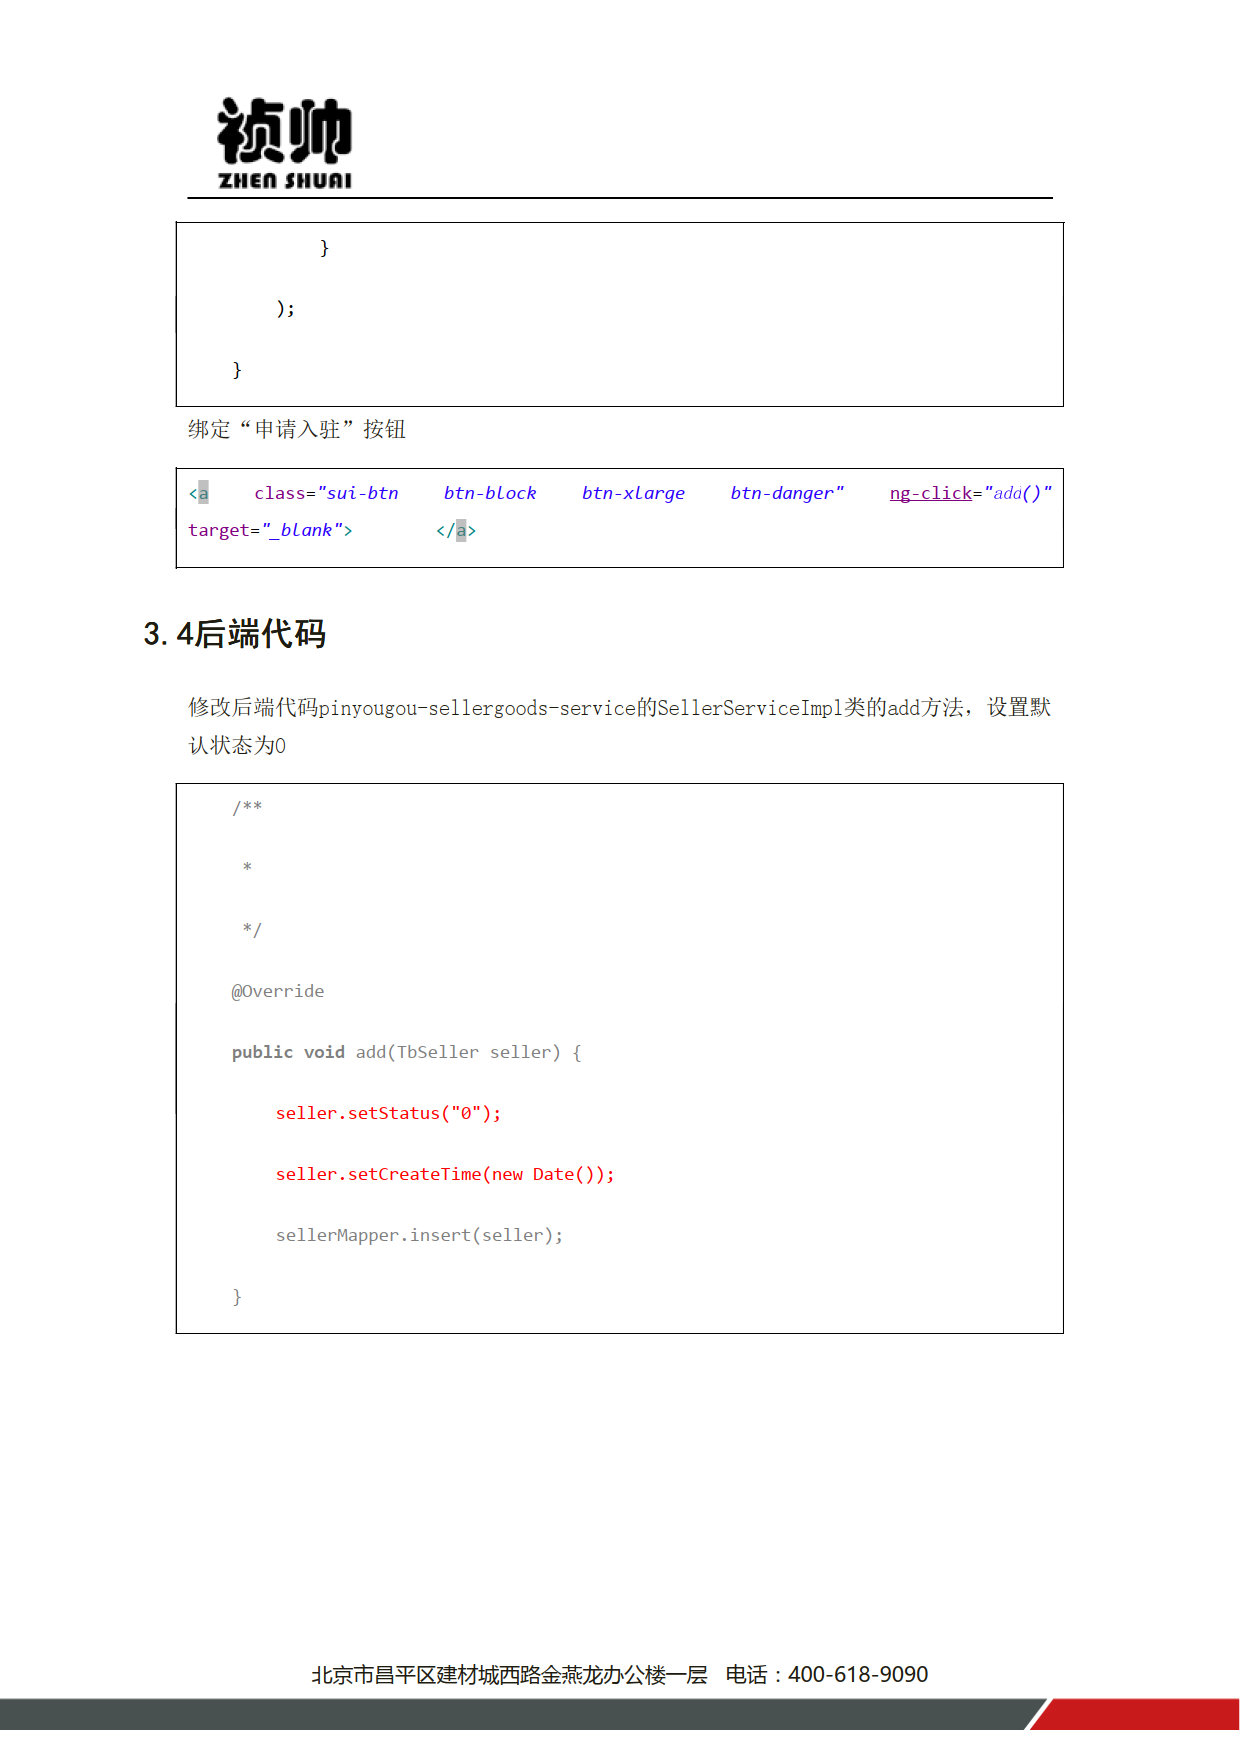 祯帅
ZHEN SHUAI
}
);
}
绑定“申请入驻”按钮
<a class="sui-btn btn-block btn-xlarge btn-danger" ng-click="add()"
target="_blank"> </a>
3.4后端代码
修改后端代码pinyougou-sellergoods-service的SellerServiceImpl类的add方法，设置默
认状态为0
/**
*
*/
@Override
public void add(TbSeller seller) {
seller.setStatus("0");
seller.setCreateTime(new Date());
sellerMapper.insert(seller);
}
北京市昌平区建材城西路金燕龙办公楼一层 电话：400-618-9090